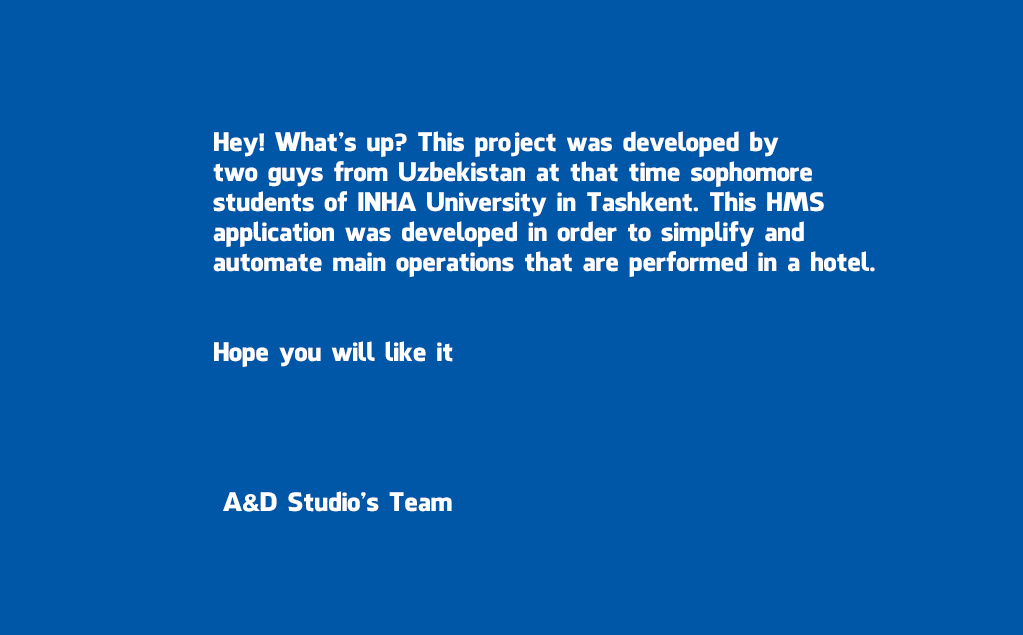 Hey! What's up? This project was developed by
two guys from Uzbekistan at that time sophomore
students of INHA University in Tashkent. This HMS
application was developed in order to simplify and
automate main operations that are performed in a hotel.
Hope you will like it
A&D Studio's Team